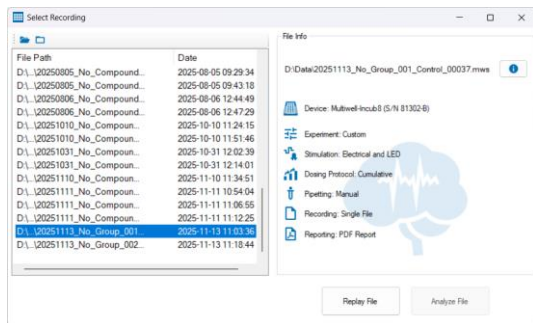 Select Recording
File Path Date
D:\...\20250805_No_Compound... 2025-08-05 09:29:34
D:\...\20250805_No_Compound... 2025-08-05 09:43:18
D:\...\20250806_No_Compound... 2025-08-06 12:44:49
D:\...\20250806_No_Compound... 2025-08-06 12:47:29
D:\...\20251010_No_Compoun... 2025-10-10 11:24:15
D:\...\20251010_No_Compoun... 2025-10-10 11:51:46
D:\...\20251031_No_Compoun... 2025-10-31 12:02:39
D:\...\20251031_No_Compoun... 2025-10-31 12:14:01
D:\...\20251110_No_Compoun... 2025-11-10 11:34:51
D:\...\20251111_No_Compoun... 2025-11-11 10:54:04
D:\...\20251111_No_Compoun... 2025-11-11 11:06:55
D:\...\20251111_No_Compoun... 2025-11-11 11:12:25
D:\...\20251113_No_Group_001... 2025-11-13 11:03:36
D:\...\20251113_No_Group_002... 2025-11-13 11:18:44
File Info
D:\Data\20251113_No_Group_001_Control_00037.mws
Device: Multiwell-Incub8 (S/N 81302-B)
Experiment: Custom
Stimulation: Electrical and LED
Dosing Protocol: Cumulative
Pipetting: Manual
Recording: Single File
Reporting: PDF Report
Replay File Analyze File